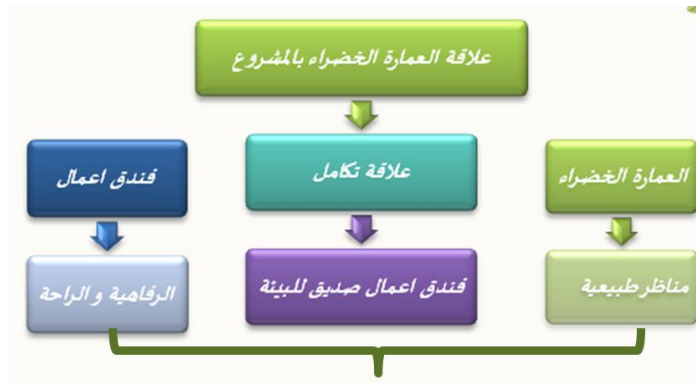 علاقة العمارة الخضراء بالمشروع
العمارة الخضراء
علاقة تكامل
فندق اعمال
مناظر طبيعية
فندق اعمال صديق للبيئة
الرفاهية و الراحة